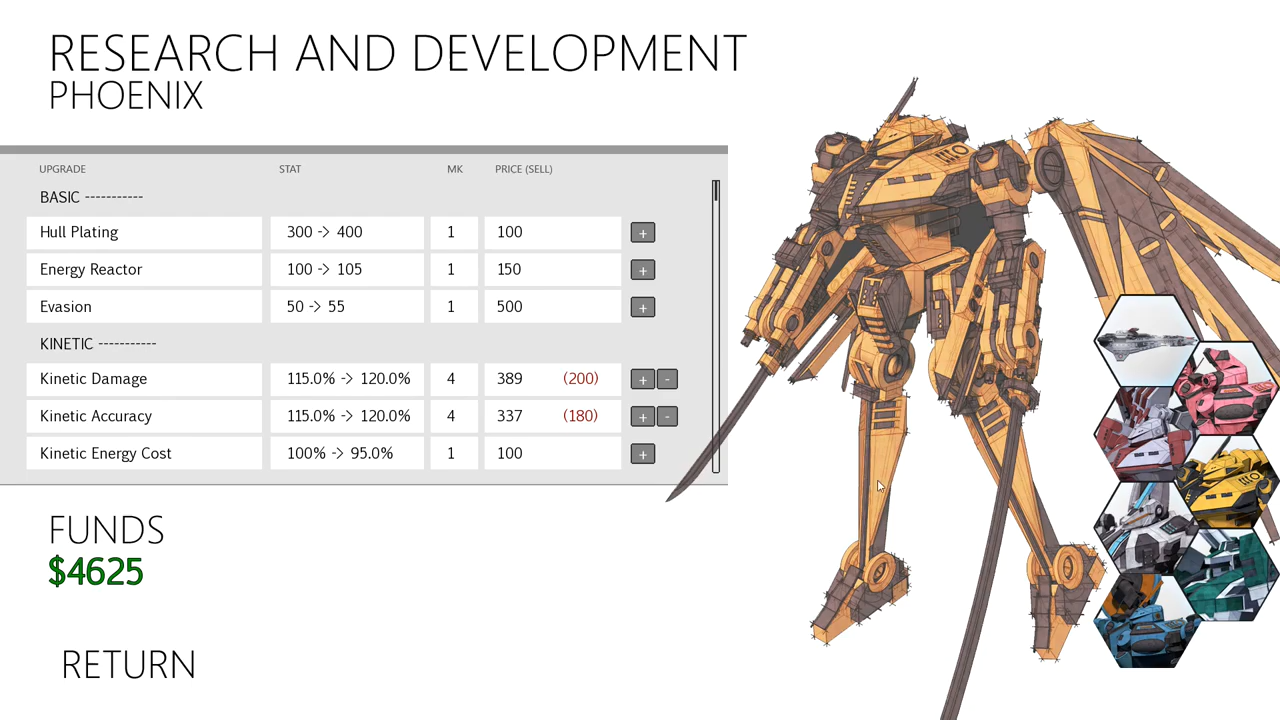 RESEARCH AND DEVELOPMENT
PHOENIX
UPGRADE STAT MK PRICE (SELL)
BASIC -----------
Hull Plating 300 -> 400 1 100 +
Energy Reactor 100 -> 105 1 150 +
Evasion 50 -> 55 1 500 +
KINETIC -----------
Kinetic Damage 115.0% -> 120.0% 4 389 (200) + -
Kinetic Accuracy 115.0% -> 120.0% 4 337 (180) + -
Kinetic Energy Cost 100% -> 95.0% 1 100 +
FUNDS
$4625
RETURN